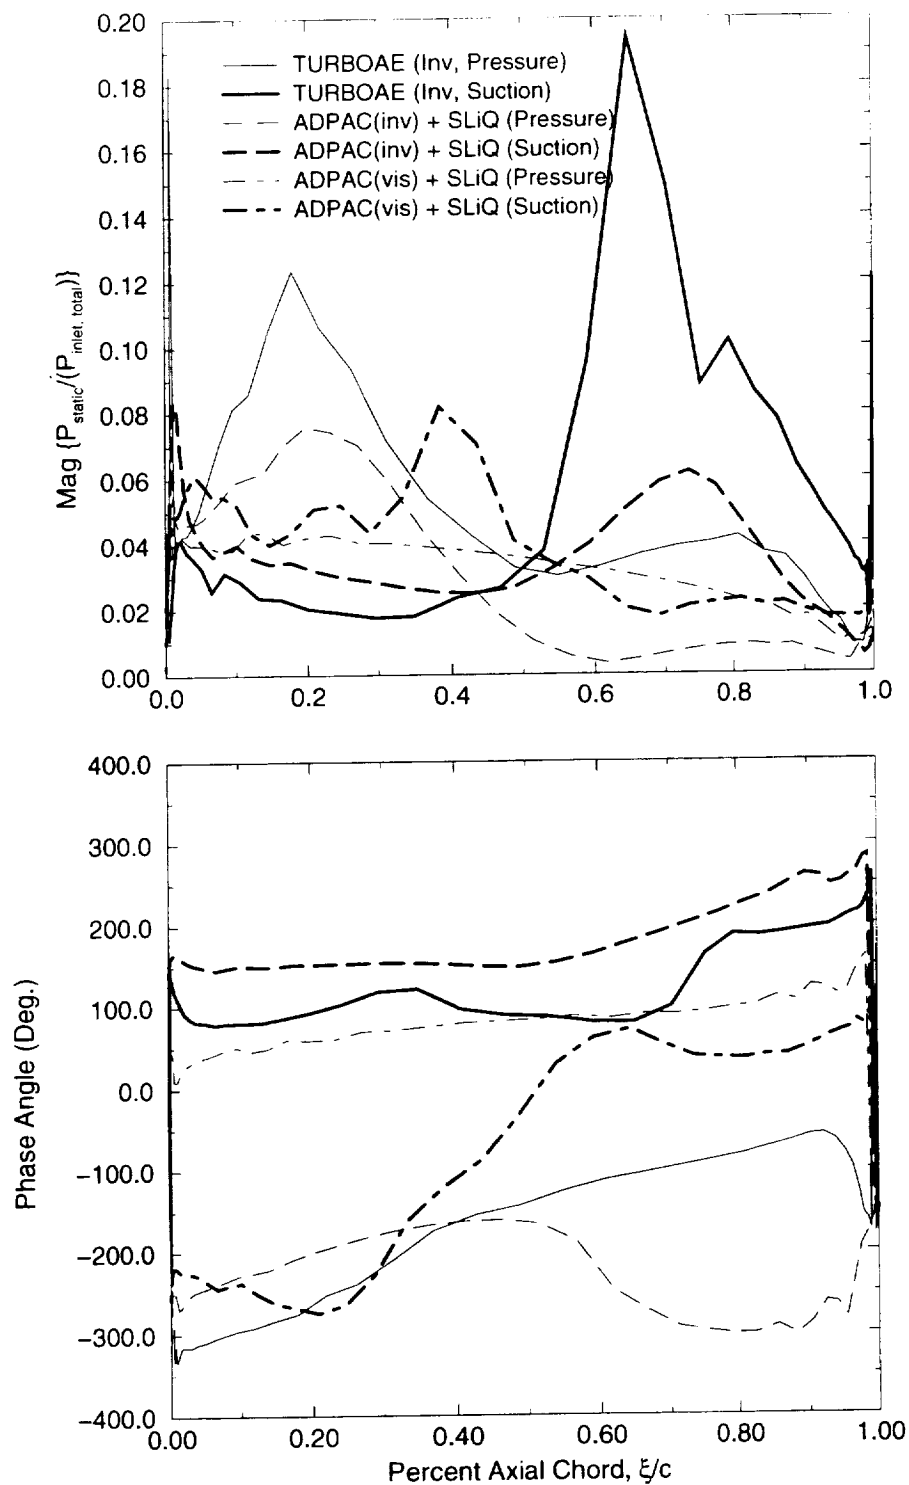 0.20
0.18
0.16
0.14
0.12
0.10
0.08
0.06
0.04
0.02
0.00
Mag {P static/(P inlet, total)}
TURBOAE (Inv, Pressure)
TURBOAE (Inv, Suction)
ADPAC(inv) + SLiQ (Pressure)
ADPAC(inv) + SLiQ (Suction)
ADPAC(vis) + SLiQ (Pressure)
ADPAC(vis) + SLiQ (Suction)
0.0 0.2 0.4 0.6 0.8 1.0
400.0
300.0
200.0
100.0
0.0
−100.0
−200.0
−300.0
−400.0
Phase Angle (Deg.)
0.00 0.20 0.40 0.60 0.80 1.00
Percent Axial Chord, ξ/c